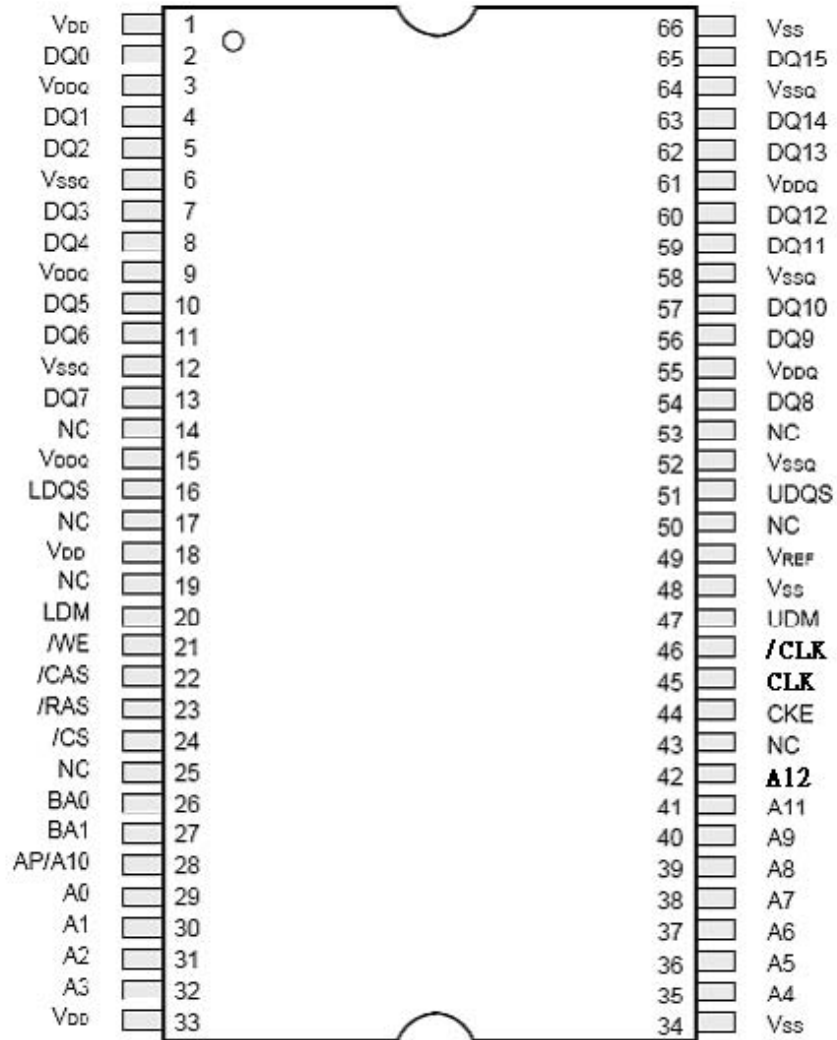 VDD 1 66 VSS
DQ0 2 65 DQ15
VDDQ 3 64 VSSQ
DQ1 4 63 DQ14
DQ2 5 62 DQ13
VSSQ 6 61 VDDQ
DQ3 7 60 DQ12
DQ4 8 59 DQ11
VDDQ 9 58 VSSQ
DQ5 10 57 DQ10
DQ6 11 56 DQ9
VSSQ 12 55 VDDQ
DQ7 13 54 DQ8
NC 14 53 NC
VDDQ 15 52 VSSQ
LDQS 16 51 UDQS
NC 17 50 NC
VDD 18 49 VREF
NC 19 48 VSS
LDM 20 47 UDM
/WE 21 46 /CLK
/CAS 22 45 CLK
/RAS 23 44 CKE
/CS 24 43 NC
NC 25 42 A12
BA0 26 41 A11
BA1 27 40 A9
AP/A10 28 39 A8
A0 29 38 A7
A1 30 37 A6
A2 31 36 A5
A3 32 35 A4
VDD 33 34 VSS